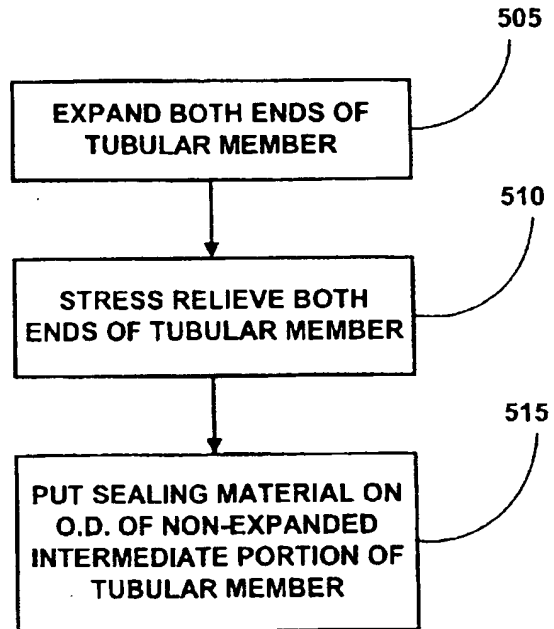 505
EXPAND BOTH ENDS OF
TUBULAR MEMBER
510
STRESS RELIEVE BOTH
ENDS OF TUBULAR MEMBER
515
PUT SEALING MATERIAL ON
O.D. OF NON-EXPANDED
INTERMEDIATE PORTION OF
TUBULAR MEMBER